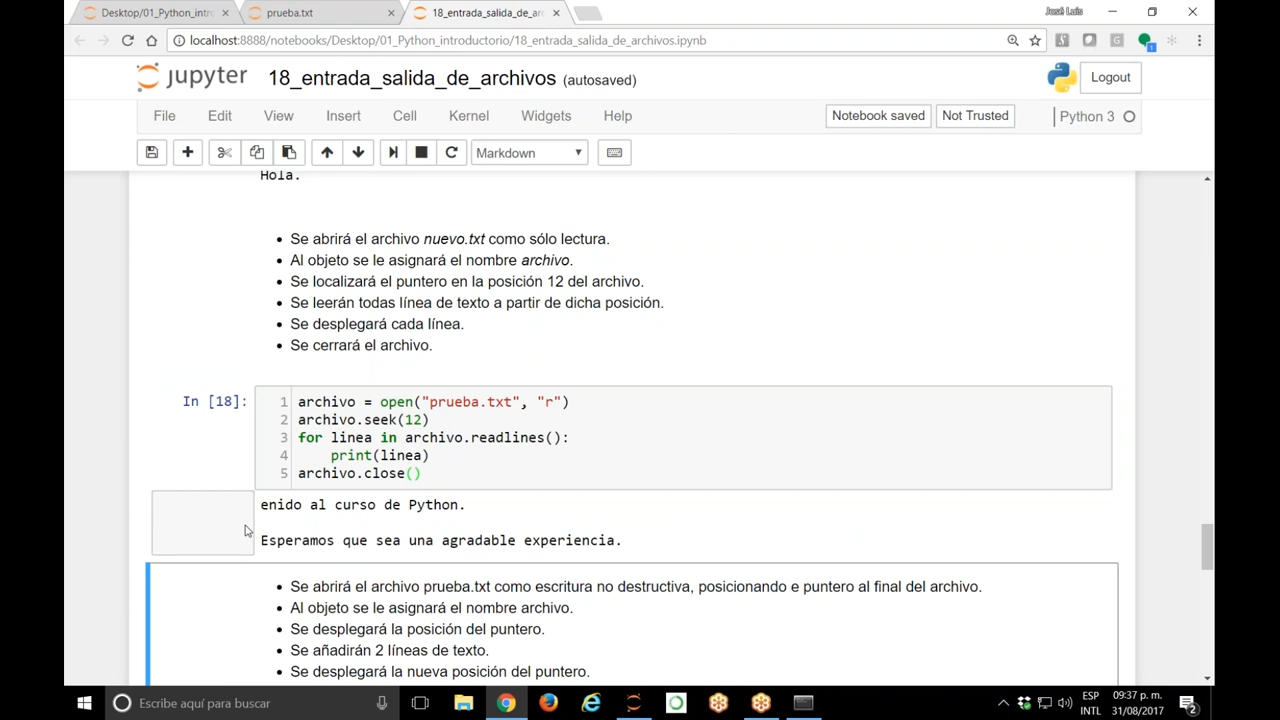 Desktop/01_Python_intro
prueba.txt
18_entrada_salida_de_arc
José Luis
localhost:8888/notebooks/Desktop/01_Python_introductorio/18_entrada_salida_de_archivos.ipynb
jupyter
18_entrada_salida_de_archivos (autosaved)
Logout
File Edit View Insert Cell Kernel Widgets Help
Notebook saved
Not Trusted
Python 3
Markdown
Hola.
• Se abrirá el archivo nuevo.txt como sólo lectura.
• Al objeto se le asignará el nombre archivo.
• Se localizará el puntero en la posición 12 del archivo.
• Se leerán todas línea de texto a partir de dicha posición.
• Se desplegará cada línea.
• Se cerrará el archivo.
In [18]:
1 archivo = open("prueba.txt", "r")
2 archivo.seek(12)
3 for linea in archivo.readlines():
4     print(linea)
5 archivo.close()
enido al curso de Python.
Esperamos que sea una agradable experiencia.
• Se abrirá el archivo prueba.txt como escritura no destructiva, posicionando e puntero al final del archivo.
• Al objeto se le asignará el nombre archivo.
• Se desplegará la posición del puntero.
• Se añadirán 2 líneas de texto.
• Se desplegará la nueva posición del puntero.
Escribe aquí para buscar
ESP
INTL
09:37 p. m.
31/08/2017
2